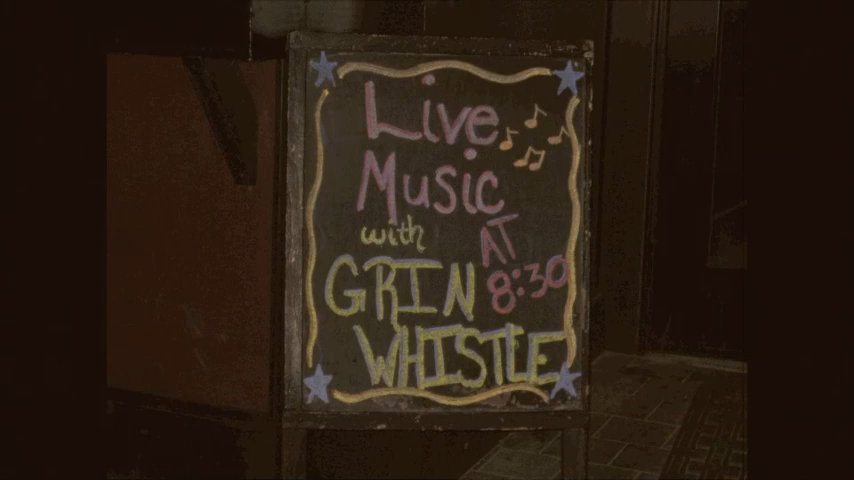 Live
Music
with
AT
8:30
GRIN
WHISTLE